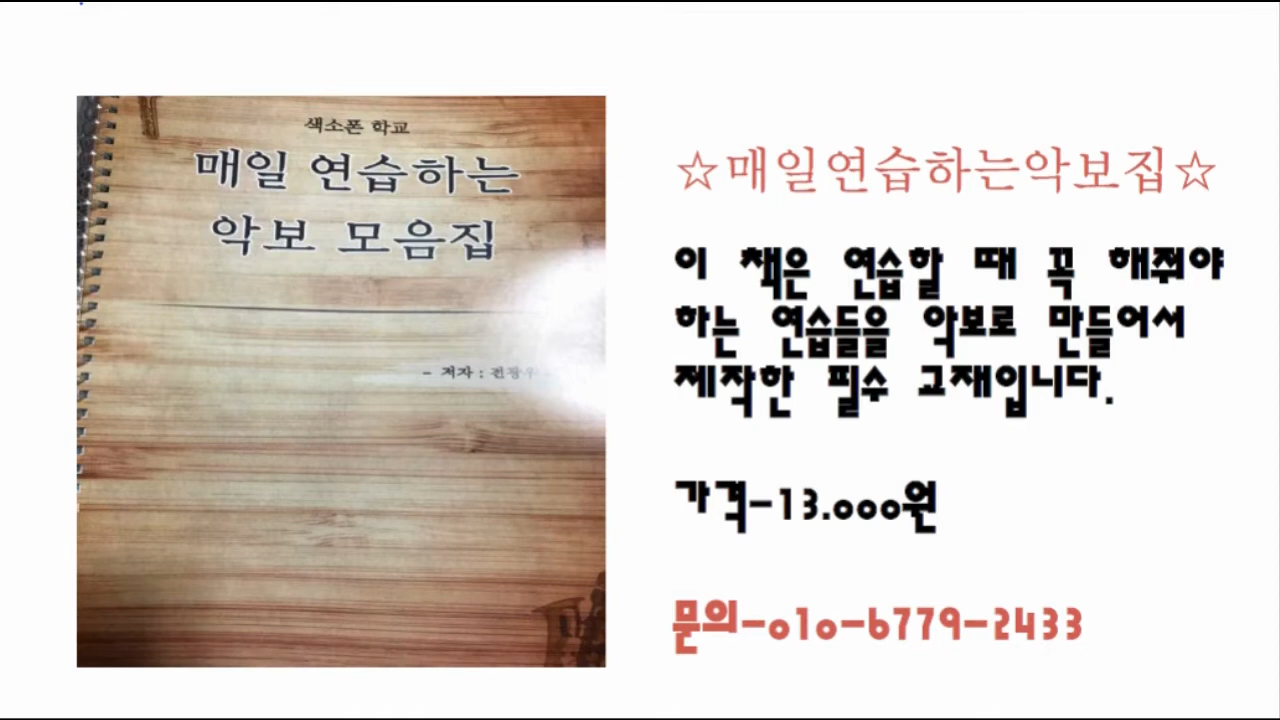 색소폰 학교
매일 연습하는
악보 모음집
- 저자 :
☆매일연습하는악보집☆
이 책은 연습할 때 꼭 해줘야
하는 연습들을 악보로 만들어서
제작한 필수 교재입니다.
가격-13.000원
문의-010-6779-2433